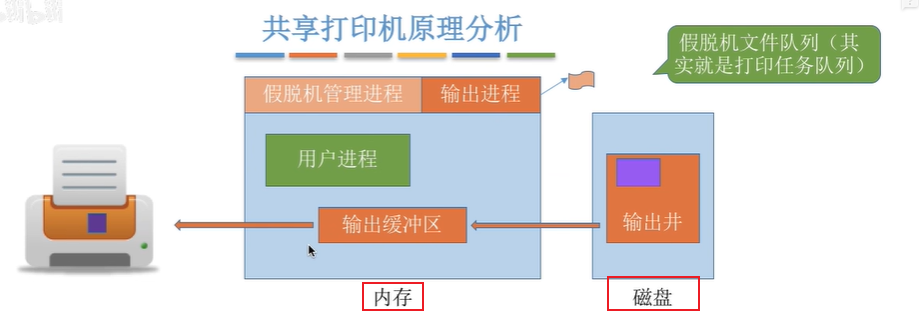 共享打印机原理分析
假脱机文件队列（其
实就是打印任务队列）
假脱机管理进程
输出进程
用户进程
输出缓冲区
输出井
内存
磁盘